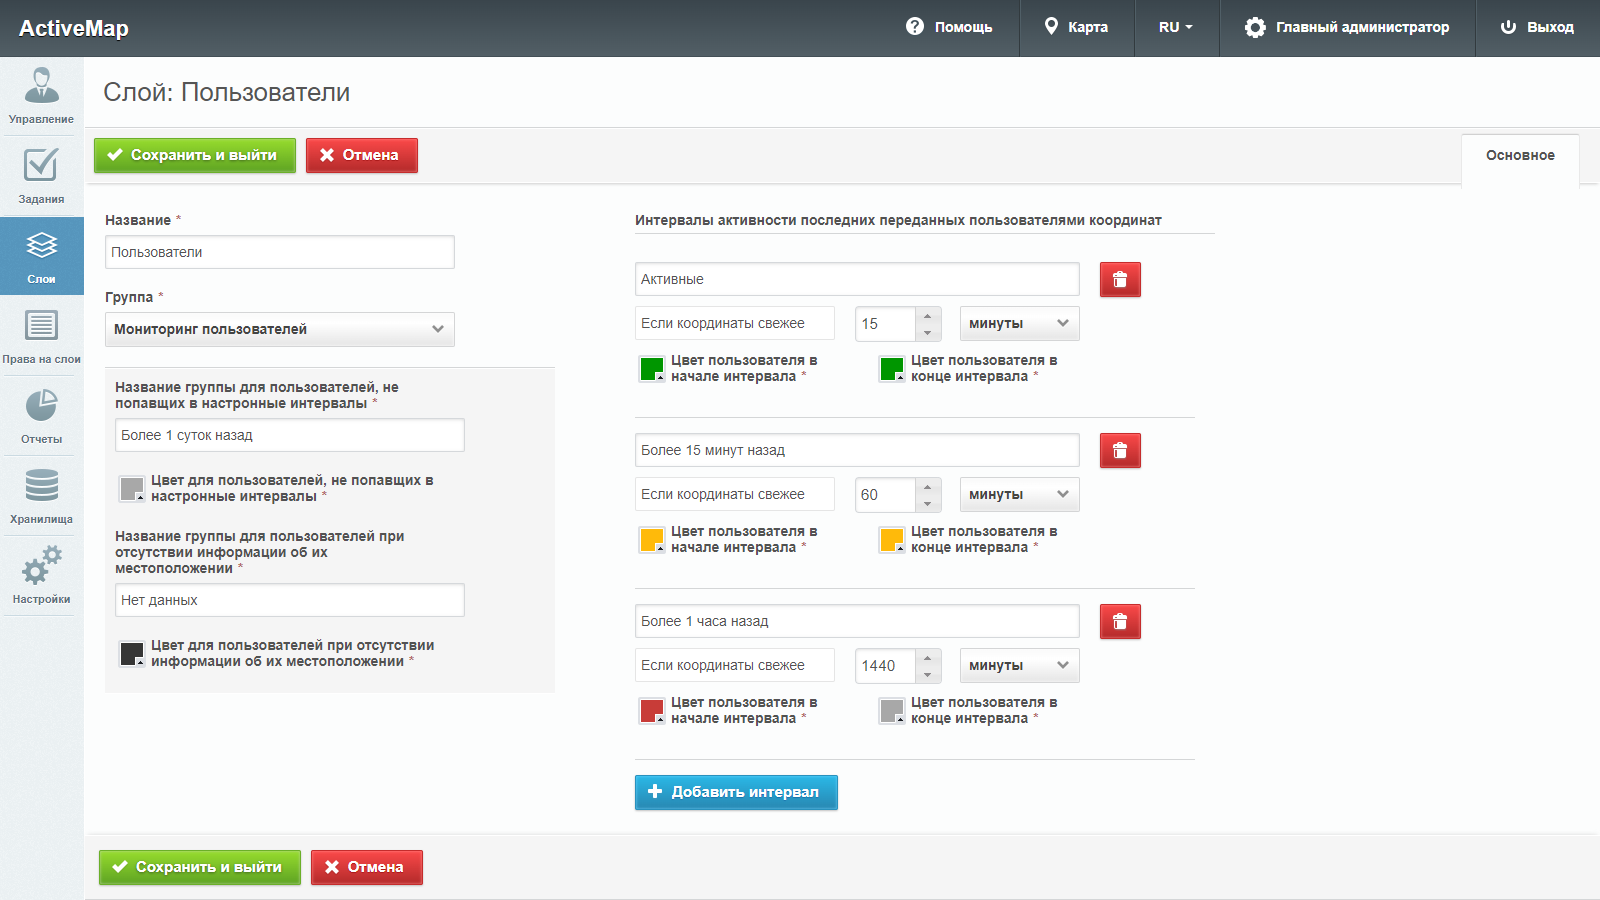 ActiveMap
Помощь
Карта
RU
Главный администратор
Выход
Управление
Задания
Слои
Права на слои
Отчеты
Хранилища
Настройки
Слой: Пользователи
Сохранить и выйти
Отмена
Основное
Название *
Пользователи
Группа *
Мониторинг пользователей
Название группы для пользователей, не
попавщих в настронные интервалы *
Более 1 суток назад
Цвет для пользователей, не попавщих в
настронные интервалы *
Название группы для пользователей при
отсутствии информации об их
местоположении *
Нет данных
Цвет для пользователей при отсутствии
информации об их местоположении *
Интервалы активности последних переданных пользователями координат
Активные
Если координаты свежее
15
минуты
Цвет пользователя в
начале интервала *
Цвет пользователя в
конце интервала *
Более 15 минут назад
Если координаты свежее
60
минуты
Цвет пользователя в
начале интервала *
Цвет пользователя в
конце интервала *
Более 1 часа назад
Если координаты свежее
1440
минуты
Цвет пользователя в
начале интервала *
Цвет пользователя в
конце интервала *
Добавить интервал
Сохранить и выйти
Отмена